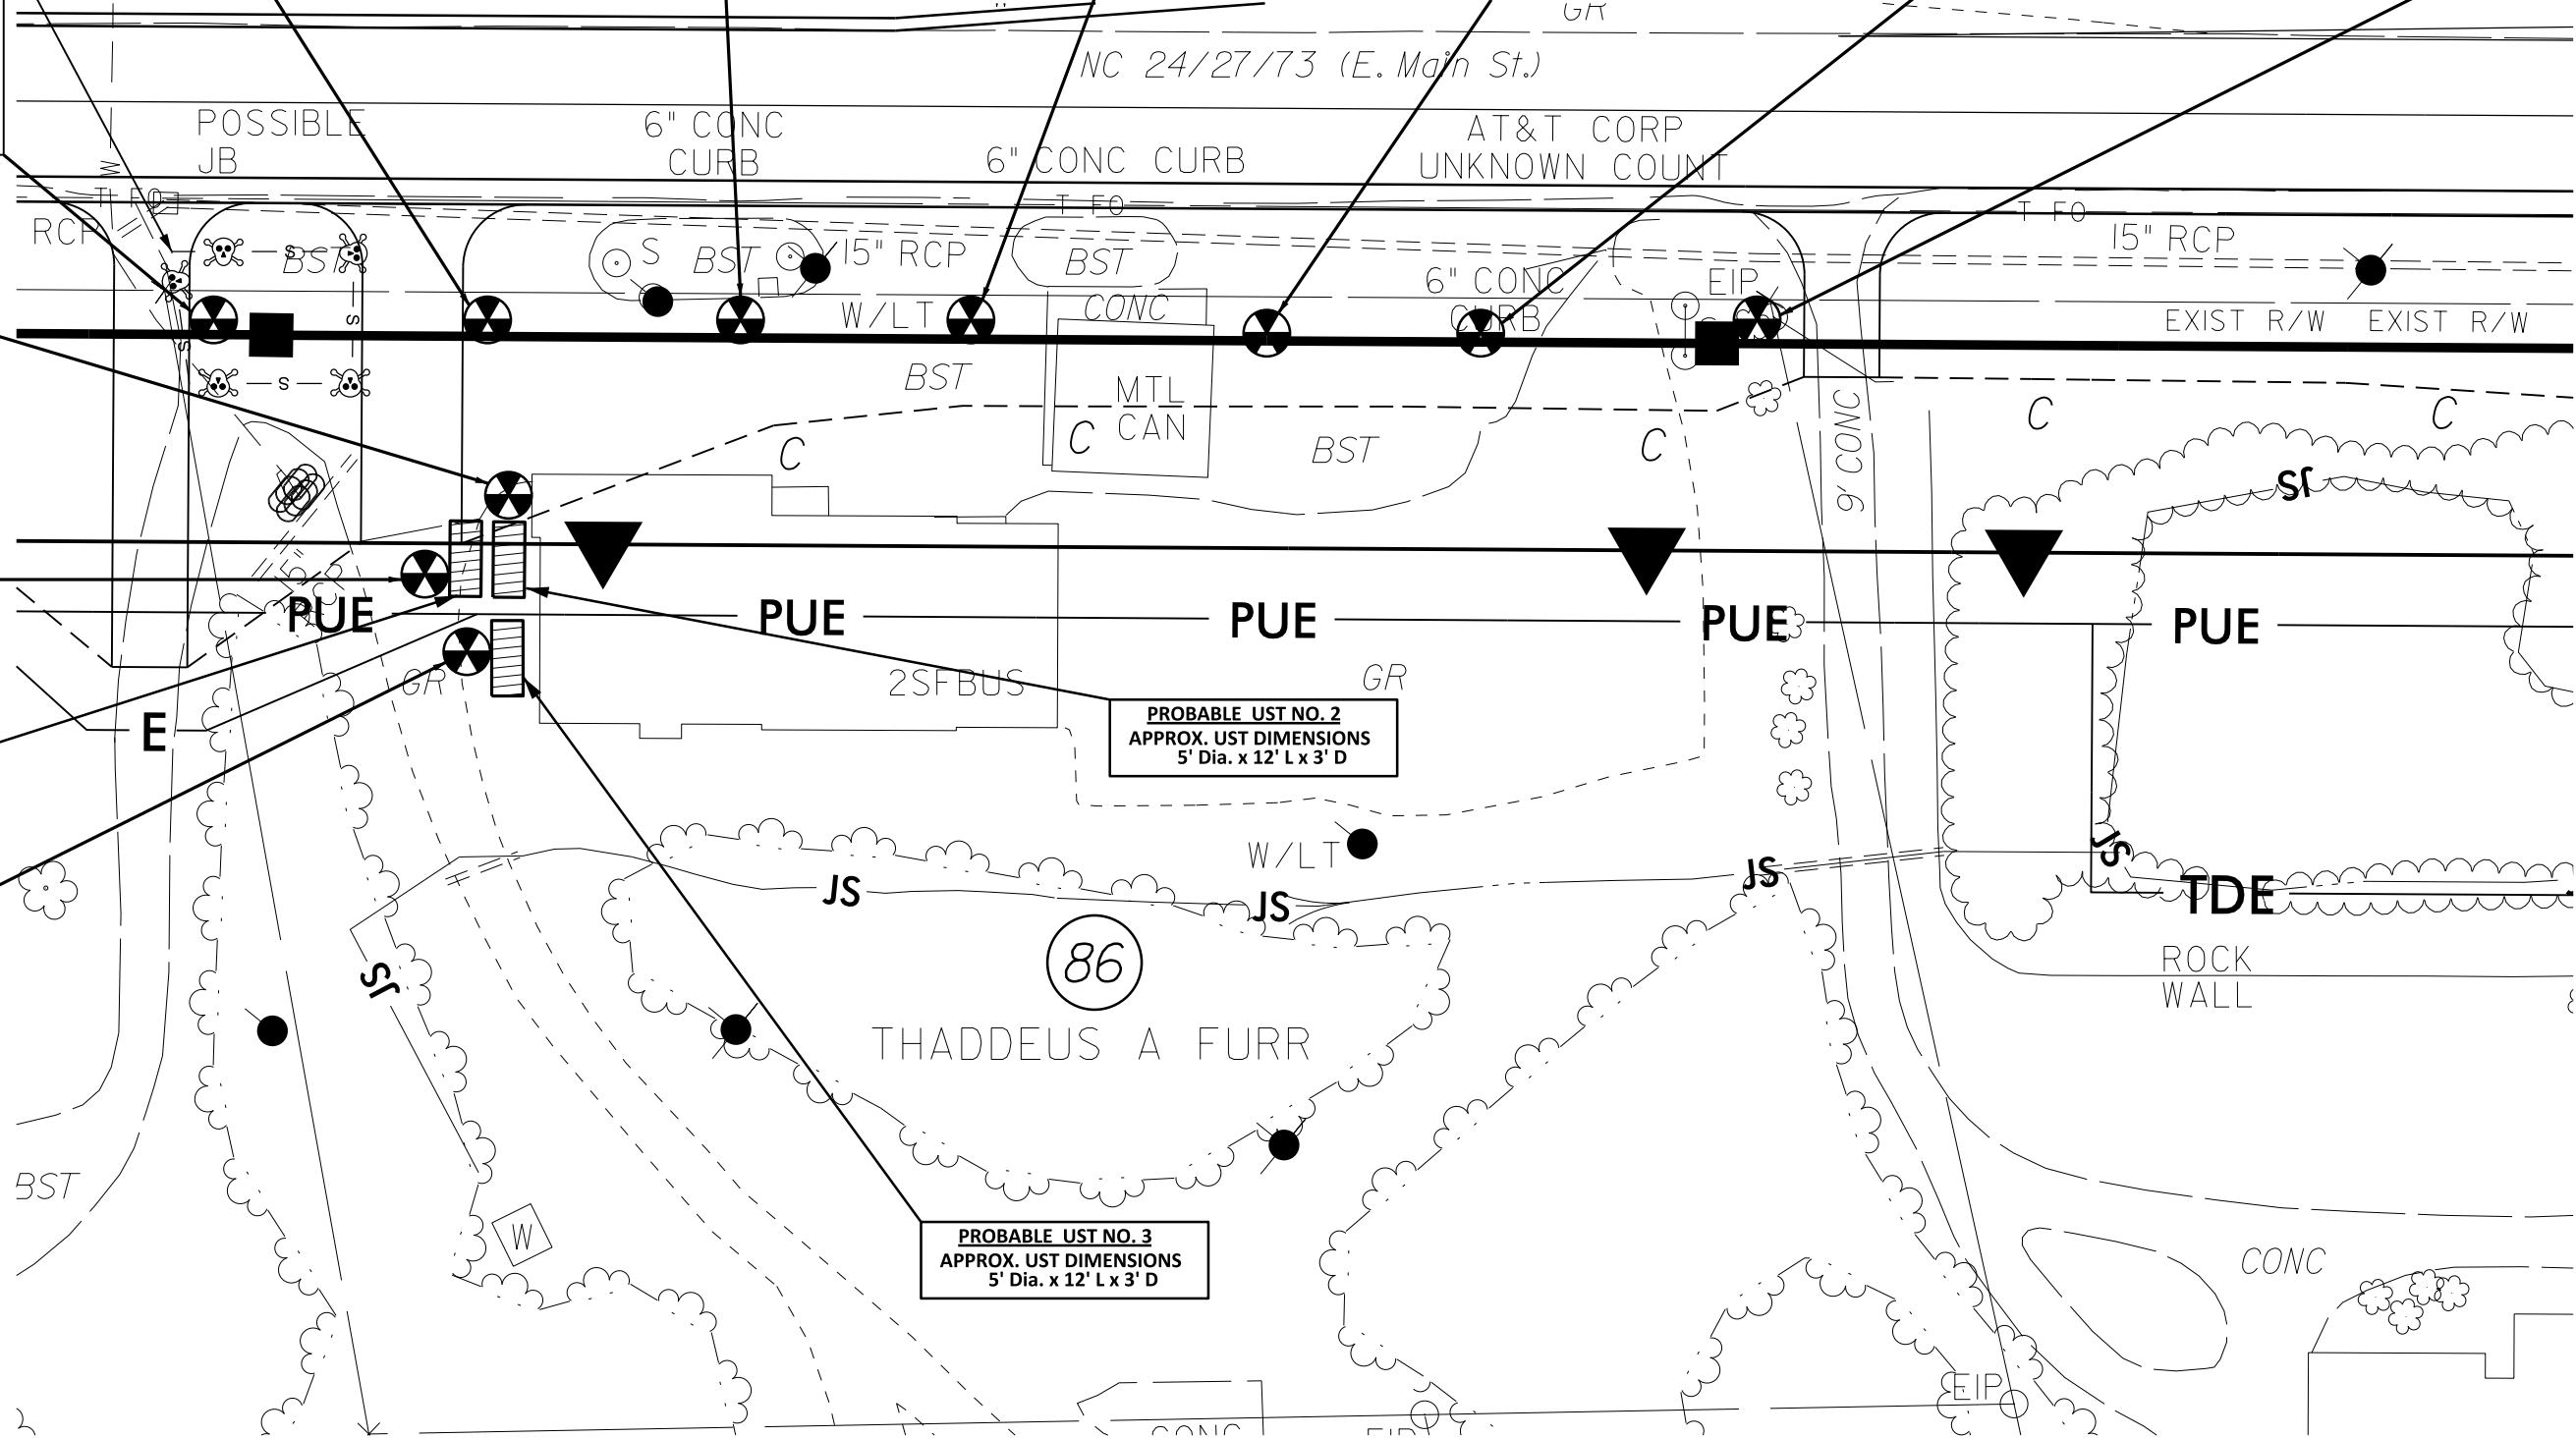 GR
NC 24/27/73 (E. Main St.)
POSSIBLE
JB
6" CONC
CURB
6" CONC CURB
AT&T CORP
UNKNOWN COUNT
W
T FO
T FO
T FO
RCP
S
BST
S
BST
15" RCP
BST
15" RCP
6" CONC
CURB
EIP
W/LT
CONC
EXIST R/W
EXIST R/W
S
S
S
BST
MTL
CAN
C
C
BST
C
9' CONC
C
C
JS
PUE
PUE
PUE
PUE
PUE
GR
2SFBUS
GR
E
PROBABLE UST NO. 2
APPROX. UST DIMENSIONS
5' Dia. x 12' L x 3' D
W/LT
JS
JS
JS
JS
TDE
JS
86
THADDEUS A FURR
ROCK
WALL
BST
W
PROBABLE UST NO. 3
APPROX. UST DIMENSIONS
5' Dia. x 12' L x 3' D
CONC
EIP
CONC
EIP